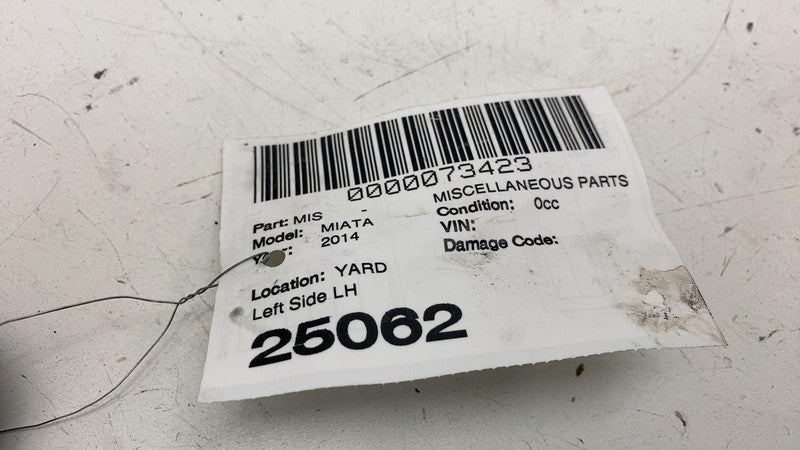 0000073423
Part: MIS - MISCELLANEOUS PARTS
Model: MIATA Condition: 0cc
2014 VIN:
Damage Code:
Location: YARD
Left Side LH
25062